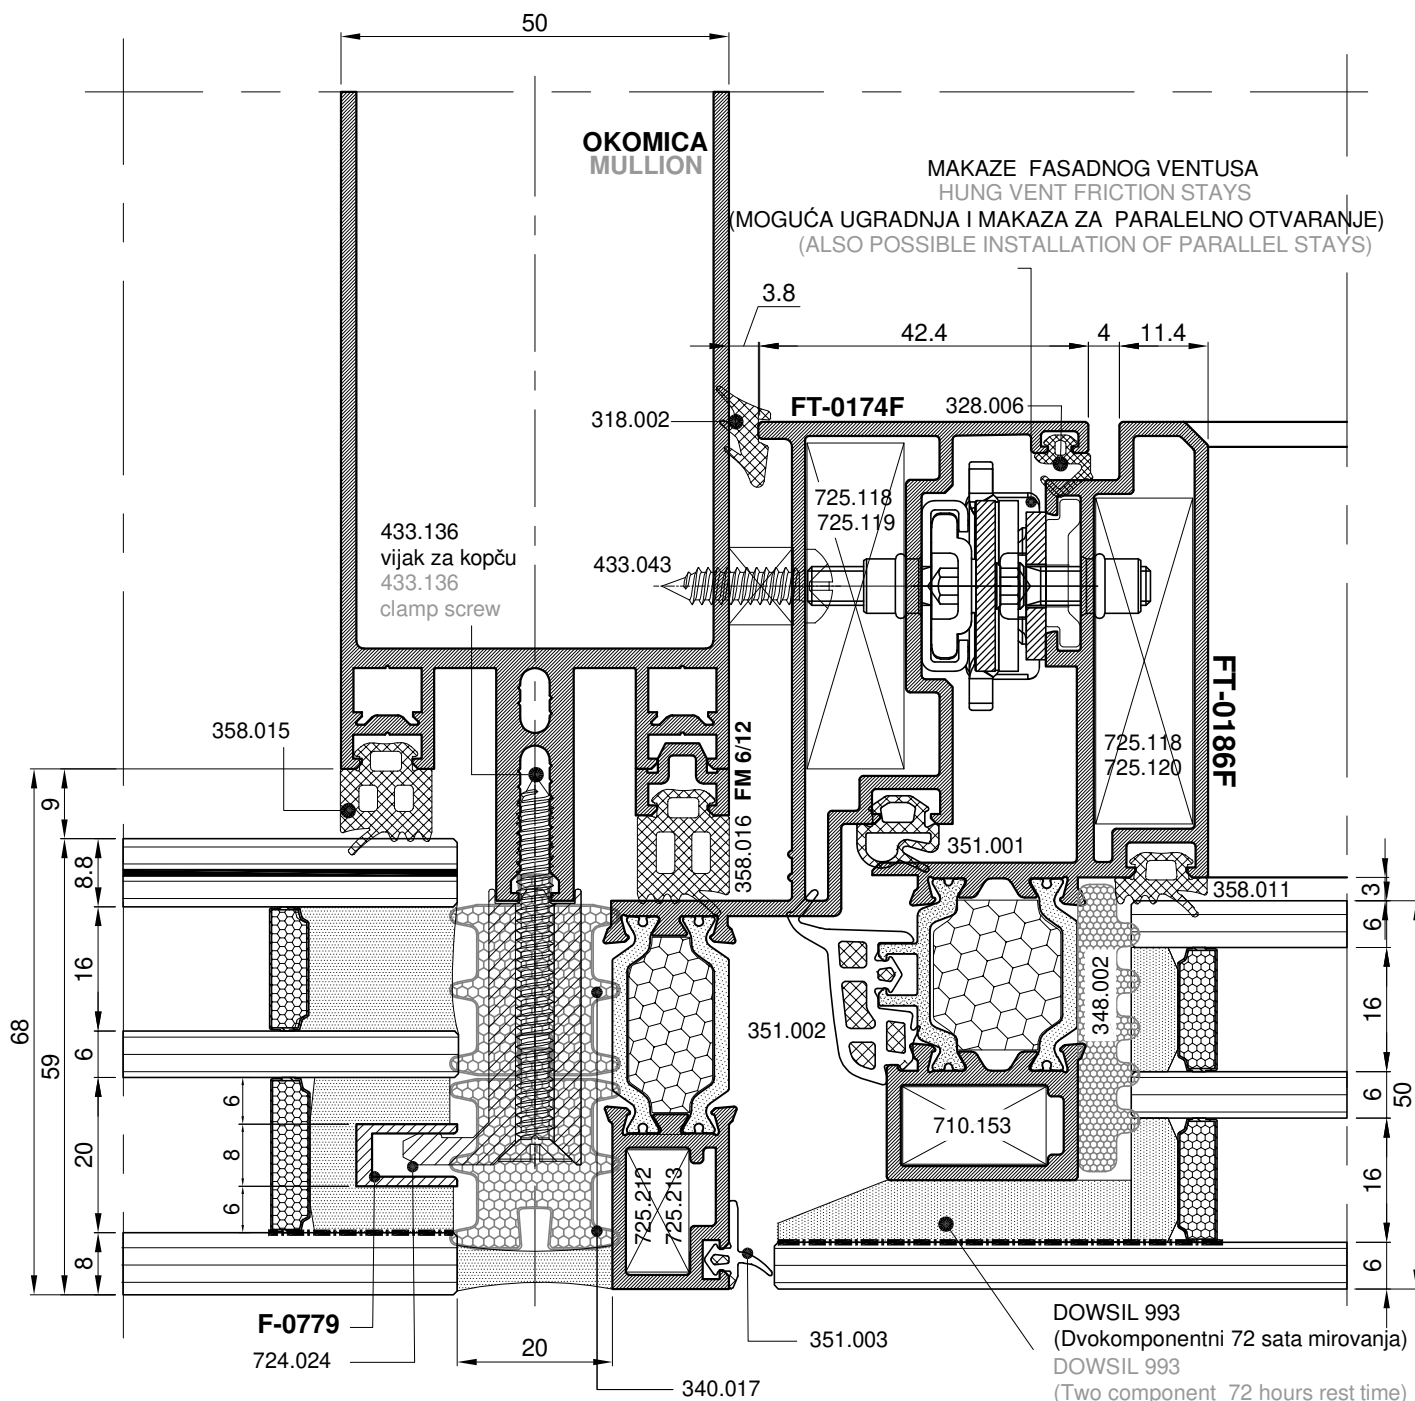 50
OKOMICA
MULLION
MAKAZE FASADNOG VENTUSA
HUNG VENT FRICTION STAYS
(MOGUĆA UGRADNJA I MAKAZA ZA PARALELNO OTVARANJE)
(ALSO POSSIBLE INSTALLATION OF PARALLEL STAYS)
3.8
42.4
4
11.4
318.002
FT-0174F
328.006
725.118
725.119
433.136
vijak za kopču
433.136
clamp screw
433.043
FT-0186F
358.015
FM 6/12
358.016
725.118
725.120
351.001
358.011
9
8.8
16
6
20
8
59
68
6
8
6
351.002
348.002
710.153
3
6
16
6
16
6
50
725.212
725.213
F-0779
724.024
20
340.017
351.003
DOWSIL 993
(Dvokomponentni 72 sata mirovanja)
DOWSIL 993
(Two component 72 hours rest time)